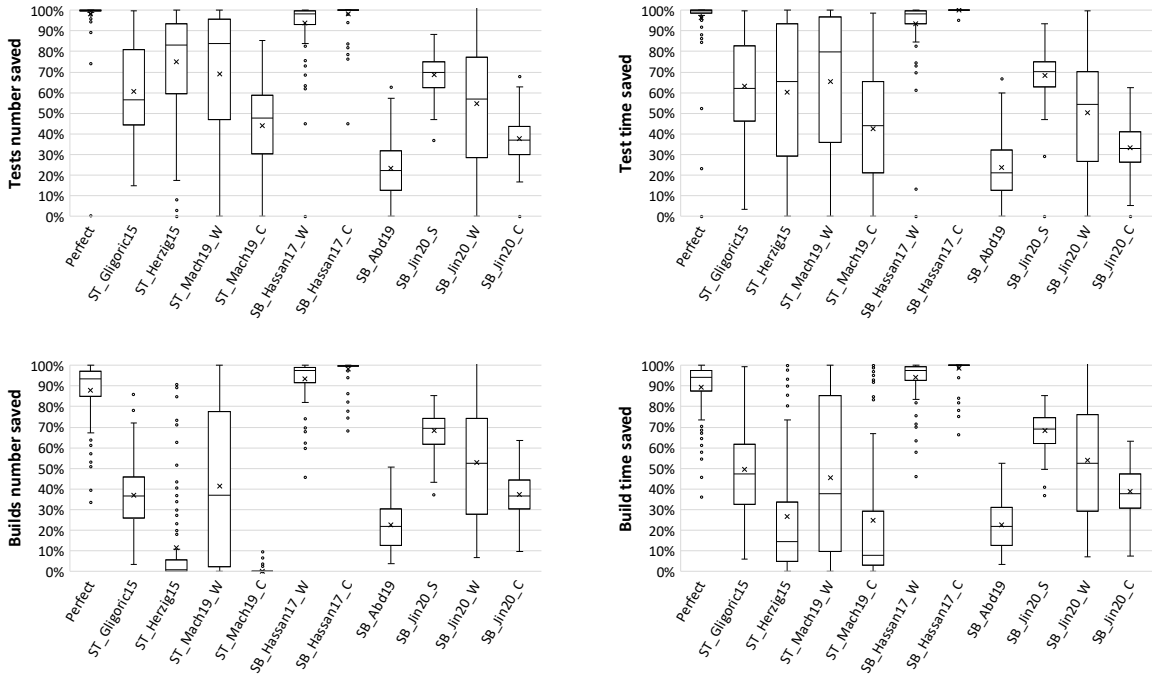 Tests number saved
100%
90%
80%
70%
60%
50%
40%
30%
20%
10%
0%
Perfect
ST_Gligoric15
ST_Herzig15
ST_Mach19_W
ST_Mach19_C
SB_Hassan17_W
SB_Hassan17_C
SB_Abd19
SB_Jin20_S
SB_Jin20_W
SB_Jin20_C
Test time saved
100%
90%
80%
70%
60%
50%
40%
30%
20%
10%
0%
Perfect
ST_Gligoric15
ST_Herzig15
ST_Mach19_W
ST_Mach19_C
SB_Hassan17_W
SB_Hassan17_C
SB_Abd19
SB_Jin20_S
SB_Jin20_W
SB_Jin20_C
Builds number saved
100%
90%
80%
70%
60%
50%
40%
30%
20%
10%
0%
Perfect
ST_Gligoric15
ST_Herzig15
ST_Mach19_W
ST_Mach19_C
SB_Hassan17_W
SB_Hassan17_C
SB_Abd19
SB_Jin20_S
SB_Jin20_W
SB_Jin20_C
Build time saved
100%
90%
80%
70%
60%
50%
40%
30%
20%
10%
0%
Perfect
ST_Gligoric15
ST_Herzig15
ST_Mach19_W
ST_Mach19_C
SB_Hassan17_W
SB_Hassan17_C
SB_Abd19
SB_Jin20_S
SB_Jin20_W
SB_Jin20_C